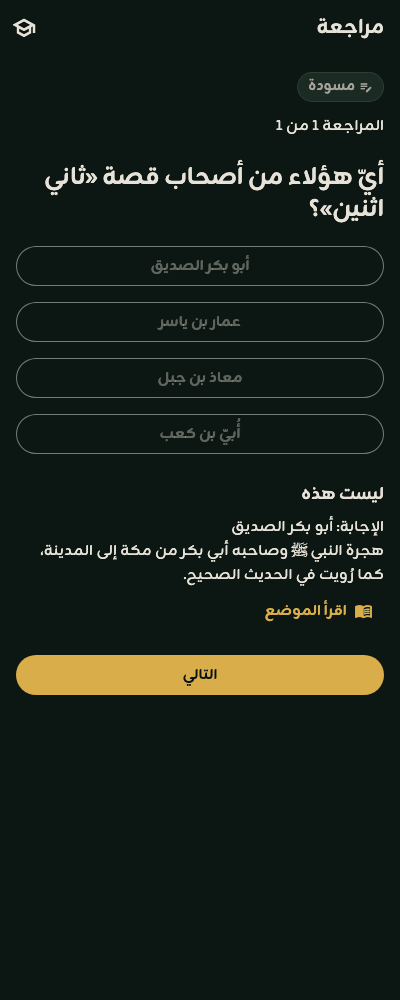 مراجعة
مسودة
المراجعة 1 من 1
أيّ هؤلاء من أصحاب قصة «ثاني
اثنين»؟
أبو بكر الصديق
عمار بن ياسر
معاذ بن جبل
أُبيّ بن كعب
ليست هذه
الإجابة: أبو بكر الصديق
هجرة النبي ﷺ وصاحبه أبي بكر من مكة إلى المدينة،
كما رُويت في الحديث الصحيح.
اقرأ الموضع
التالي